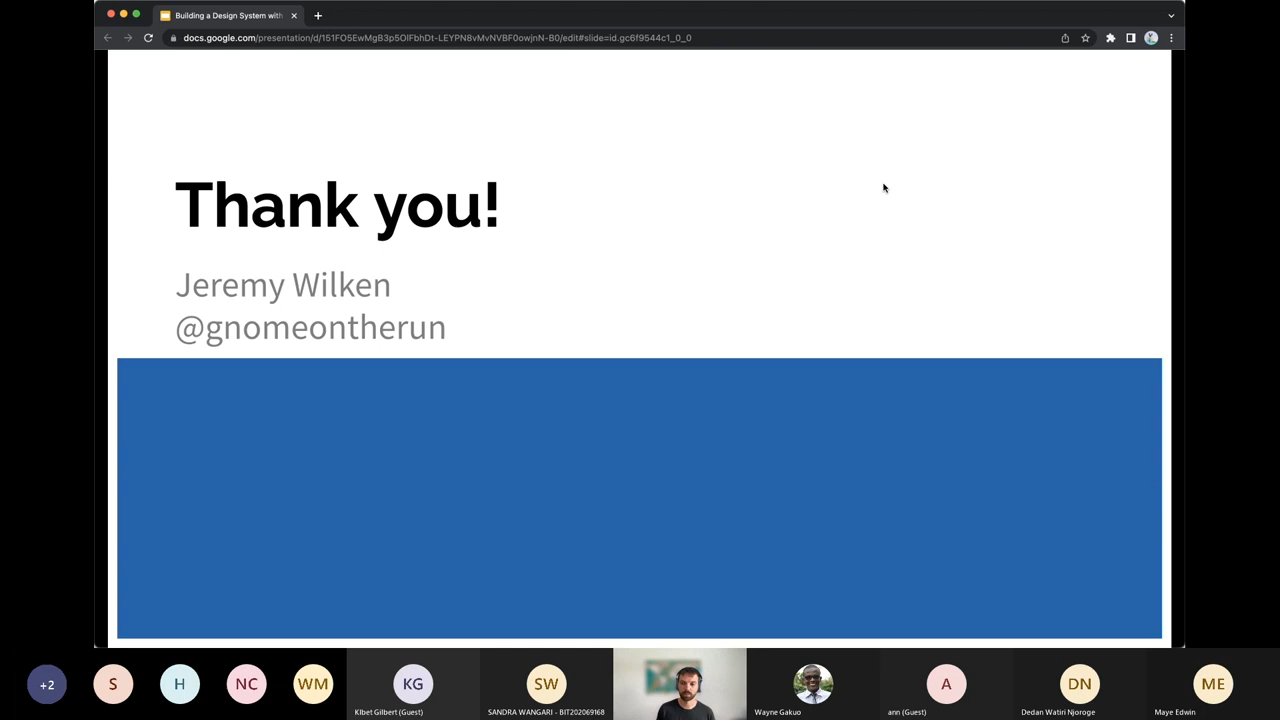 Building a Design System with
docs.google.com/presentation/d/151FO5EwMgB3p5OlFbhDt-LEYPN8vMvNVBF0owjnN-B0/edit#slide=id.gc6f9544c1_0_0
Thank you!
Jeremy Wilken
@gnomeontherun
+2
S
H
NC
WM
KG
SW
A
DN
ME
KIbet Gilbert (Guest)
SANDRA WANGARI - BIT202069168
Wayne Gakuo
ann (Guest)
Dedan Watiri Njoroge
Maye Edwin